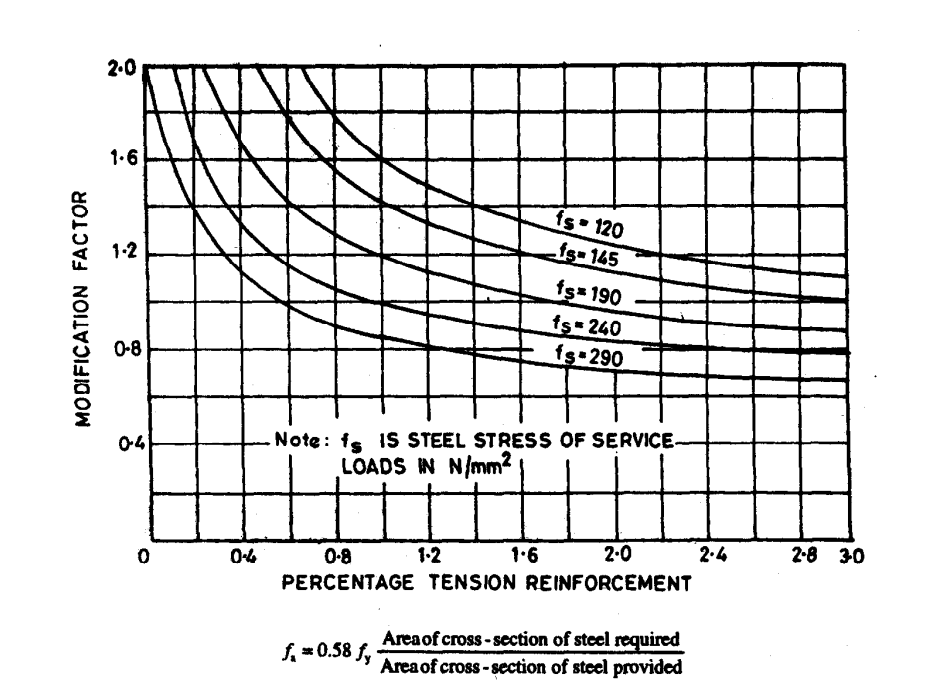 2·0
1·6
1·2
0·8
0·4
MODIFICATION FACTOR
fs = 120
fs = 145
fs = 190
fs = 240
fs = 290
Note: fs IS STEEL STRESS OF SERVICE
LOADS IN N/mm²
0 0·4 0·8 1·2 1·6 2·0 2·4 2·8 3·0
PERCENTAGE TENSION REINFORCEMENT
fs = 0.58 fy Area of cross-section of steel required
Area of cross-section of steel provided